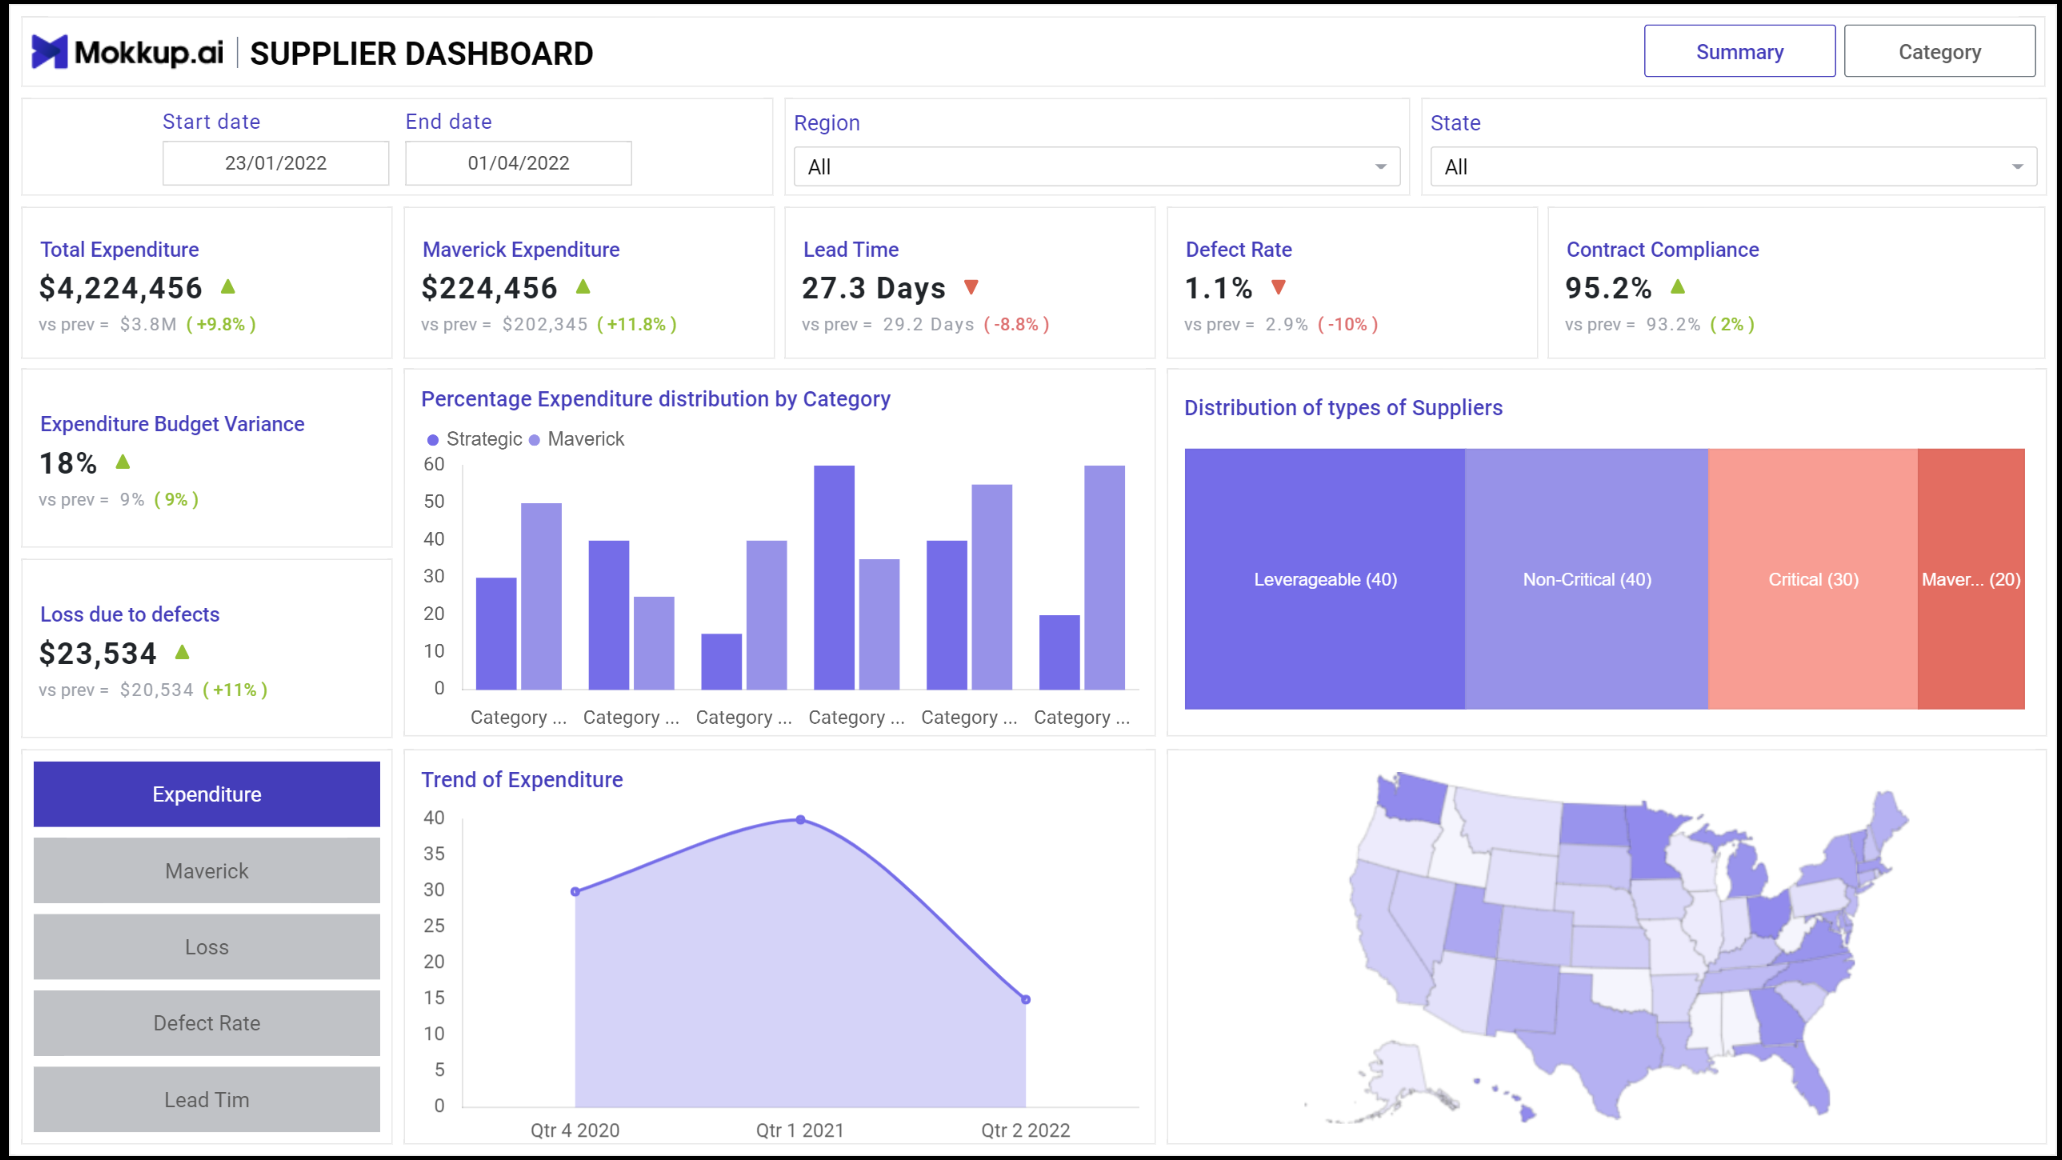 Mokkup.ai SUPPLIER DASHBOARD
Summary
Category
Start date
23/01/2022
End date
01/04/2022
Region
All
State
All
Total Expenditure
$4,224,456
vs prev = $3.8M ( +9.8% )
Maverick Expenditure
$224,456
vs prev = $202,345 ( +11.8% )
Lead Time
27.3 Days
vs prev = 29.2 Days ( -8.8% )
Defect Rate
1.1%
vs prev = 2.9% ( -10% )
Contract Compliance
95.2%
vs prev = 93.2% ( 2% )
Expenditure Budget Variance
18%
vs prev = 9% ( 9% )
Loss due to defects
$23,534
vs prev = $20,534 ( +11% )
Percentage Expenditure distribution by Category
Strategic Maverick
60
50
40
30
20
10
0
Category ... Category ... Category ... Category ... Category ... Category ...
Distribution of types of Suppliers
Leverageable (40) Non-Critical (40) Critical (30) Maver... (20)
Expenditure
Maverick
Loss
Defect Rate
Lead Tim
Trend of Expenditure
40
35
30
25
20
15
10
5
0
Qtr 4 2020 Qtr 1 2021 Qtr 2 2022